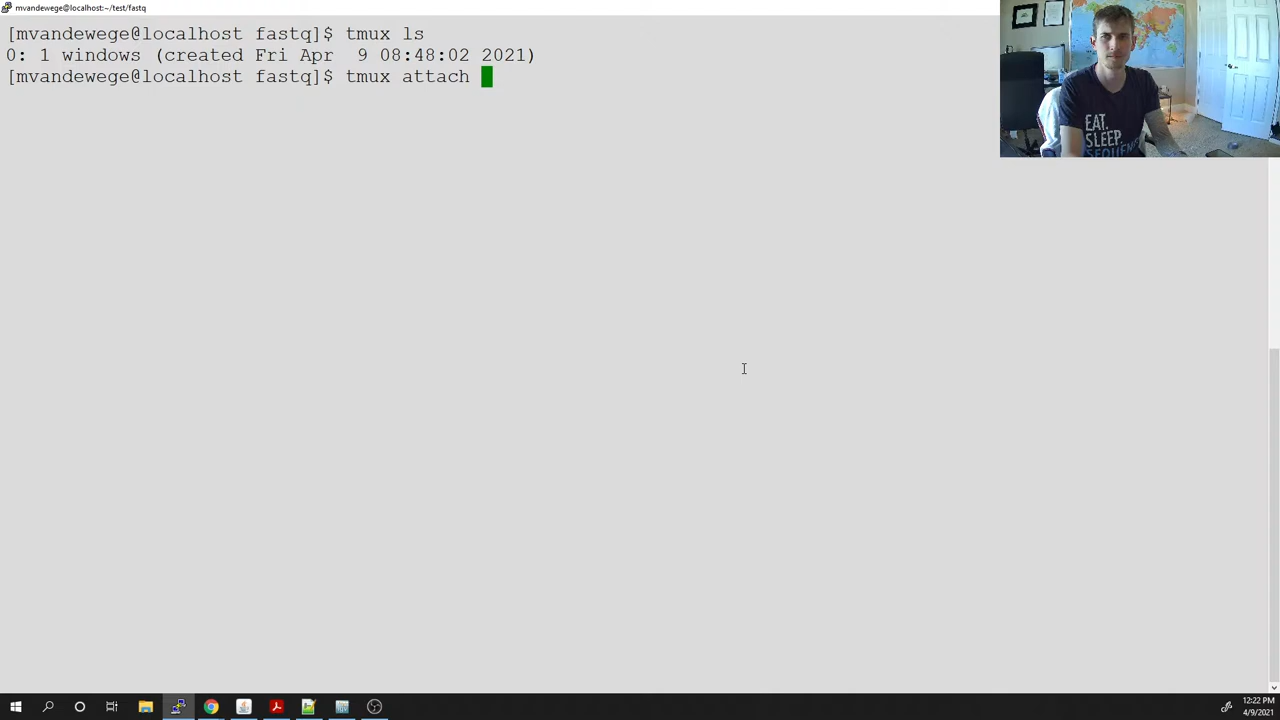 mvandewege@localhost:~/test/fastq
[mvandewege@localhost fastq]$ tmux ls
0: 1 windows (created Fri Apr  9 08:48:02 2021)
[mvandewege@localhost fastq]$ tmux attach
EAT.
SLEEP.
SEQUENCE
12:22 PM
4/9/2021